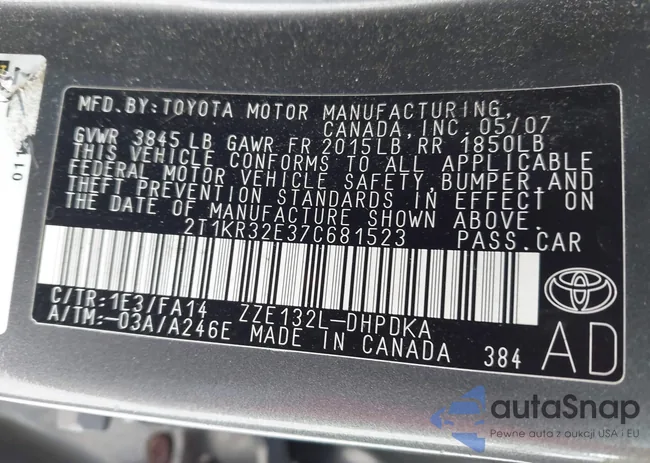 MFD.BY:TOYOTA MOTOR MANUFACTURING,
CANADA,INC. 05/07
GVWR 3845LB GAWR FR 2015LB RR 1850LB
THIS VEHICLE CONFORMS TO ALL APPLICABLE
FEDERAL MOTOR VEHICLE SAFETY,BUMPER,AND
THEFT PREVENTION STANDARDS IN EFFECT ON
THE DATE OF MANUFACTURE SHOWN ABOVE.
2T1KR32E37C681523 PASS.CAR
C/TR:1E3/FA14 ZZE132L-DHPDKA
A/TM:-03A/A246E MADE IN CANADA 384
AD
autaSnap
Pewne auta z aukcji USA i EU